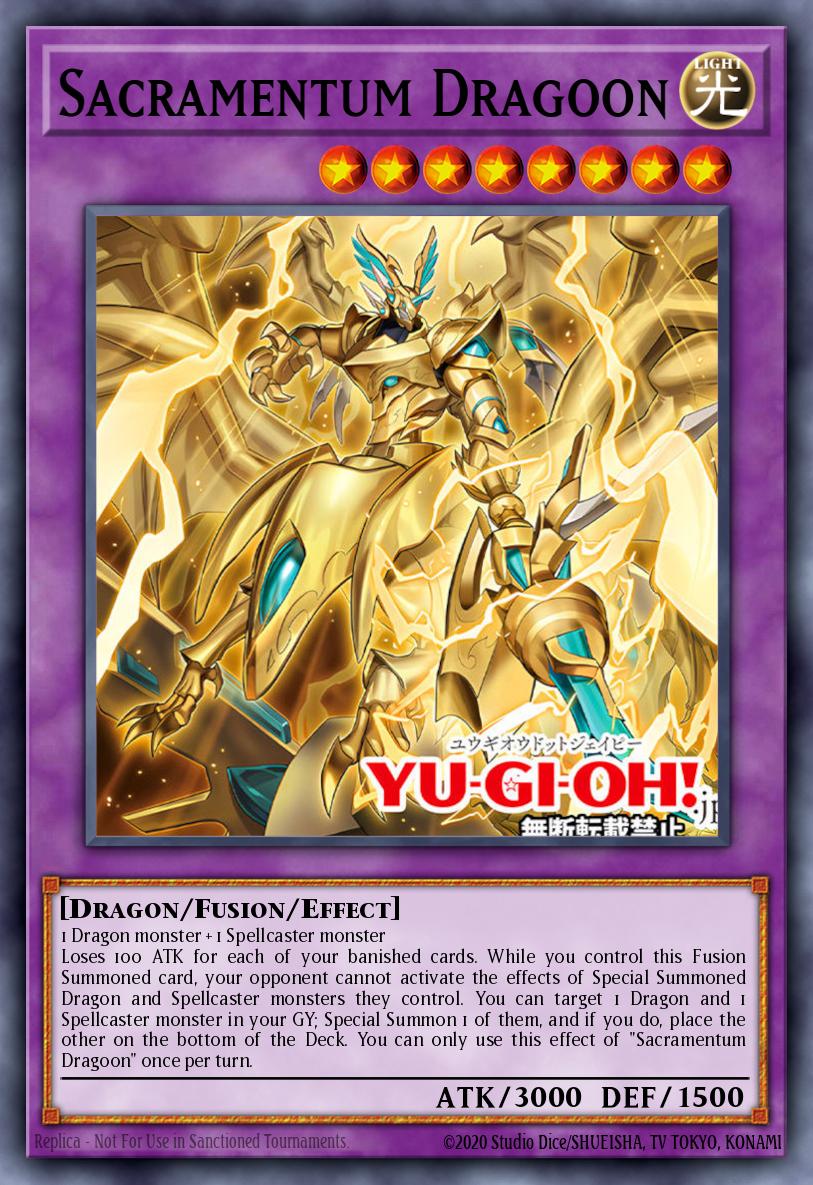 SACRAMENTUM DRAGOON
LIGHT
光
ユウギオウドットジェイピー
YU-GI-OH!
.JP
無断転載禁止
[DRAGON/FUSION/EFFECT]
1 Dragon monster + 1 Spellcaster monster
Loses 100 ATK for each of your banished cards. While you control this Fusion
Summoned card, your opponent cannot activate the effects of Special Summoned
Dragon and Spellcaster monsters they control. You can target 1 Dragon and 1
Spellcaster monster in your GY; Special Summon 1 of them, and if you do, place the
other on the bottom of the Deck. You can only use this effect of "Sacramentum
Dragoon" once per turn.
ATK/3000 DEF/1500
Replica - Not For Use in Sanctioned Tournaments.
©2020 Studio Dice/SHUEISHA, TV TOKYO, KONAMI